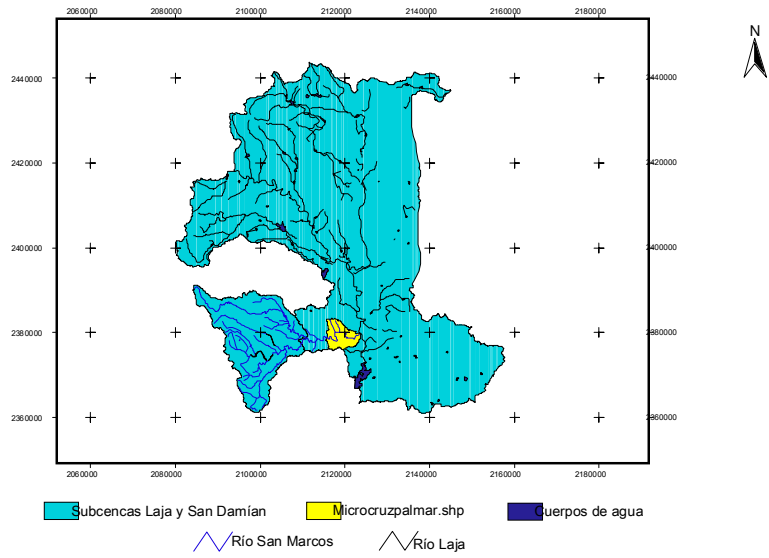 2060000 2080000 2100000 2120000 2140000 2160000 2180000
N
2440000 2440000
2420000 2420000
2400000 2400000
2380000 2380000
2360000 2360000
2060000 2080000 2100000 2120000 2140000 2160000 2180000
Subcencas Laja y San Damían Microcruzpalmar.shp Cuerpos de agua
Río San Marcos Río Laja